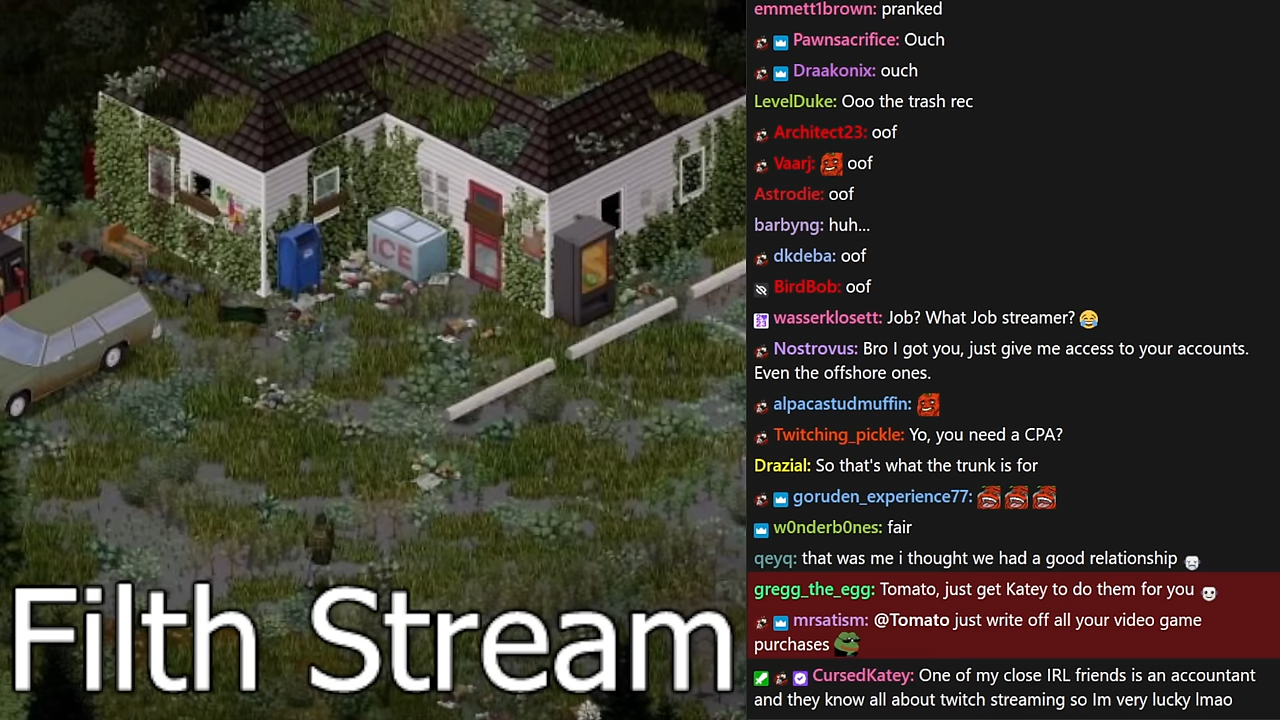 emmett1brown: pranked
Pawnsacrifice: Ouch
Draakonix: ouch
LevelDuke: Ooo the trash rec
Architect23: oof
Vaarj: oof
Astrodie: oof
barbyng: huh...
dkdeba: oof
BirdBob: oof
wasserklosett: Job? What Job streamer? 😂
Nostrovus: Bro I got you, just give me access to your accounts.
Even the offshore ones.
alpacastudmuffin:
Twitching_pickle: Yo, you need a CPA?
Drazial: So that's what the trunk is for
goruden_experience77:
w0nderb0nes: fair
qeyq: that was me i thought we had a good relationship
gregg_the_egg: Tomato, just get Katey to do them for you
mrsatism: @Tomato just write off all your video game
purchases
CursedKatey: One of my close IRL friends is an accountant
and they know all about twitch streaming so Im very lucky lmao
ICE
Filth Stream